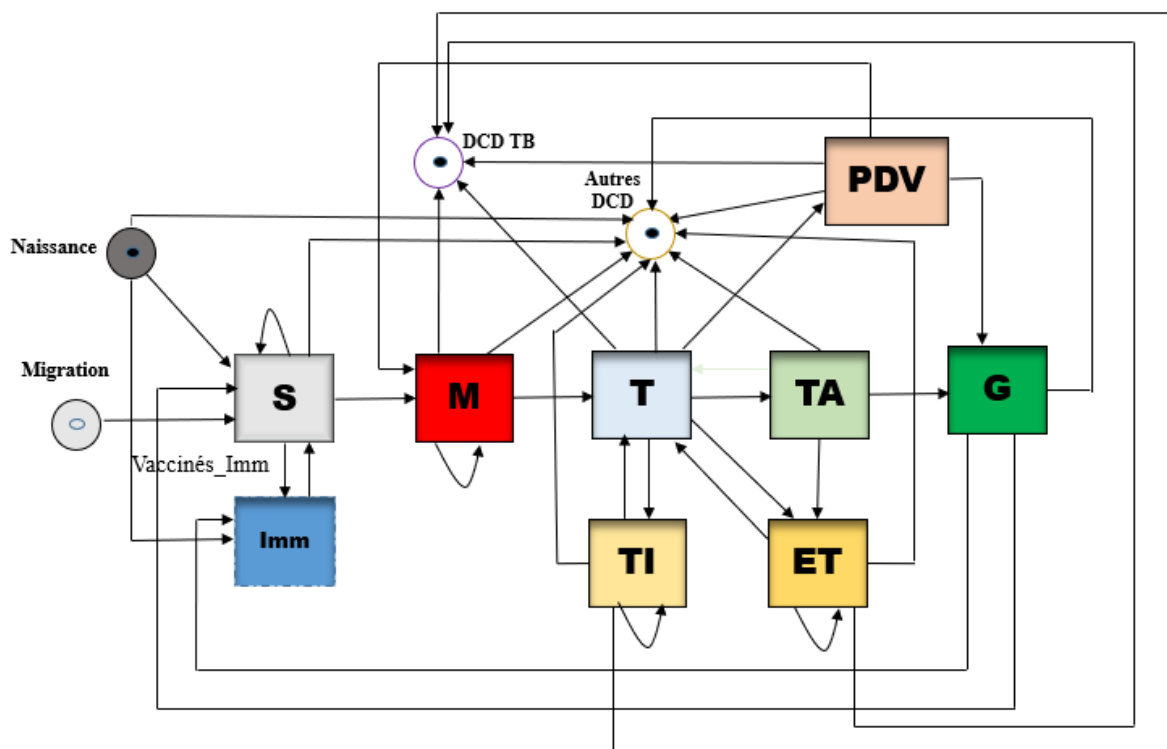 DCD TB
Autres
DCD
PDV
Naissance
Migration
S
M
T
TA
G
Vaccinés_Imm
Imm
TI
ET